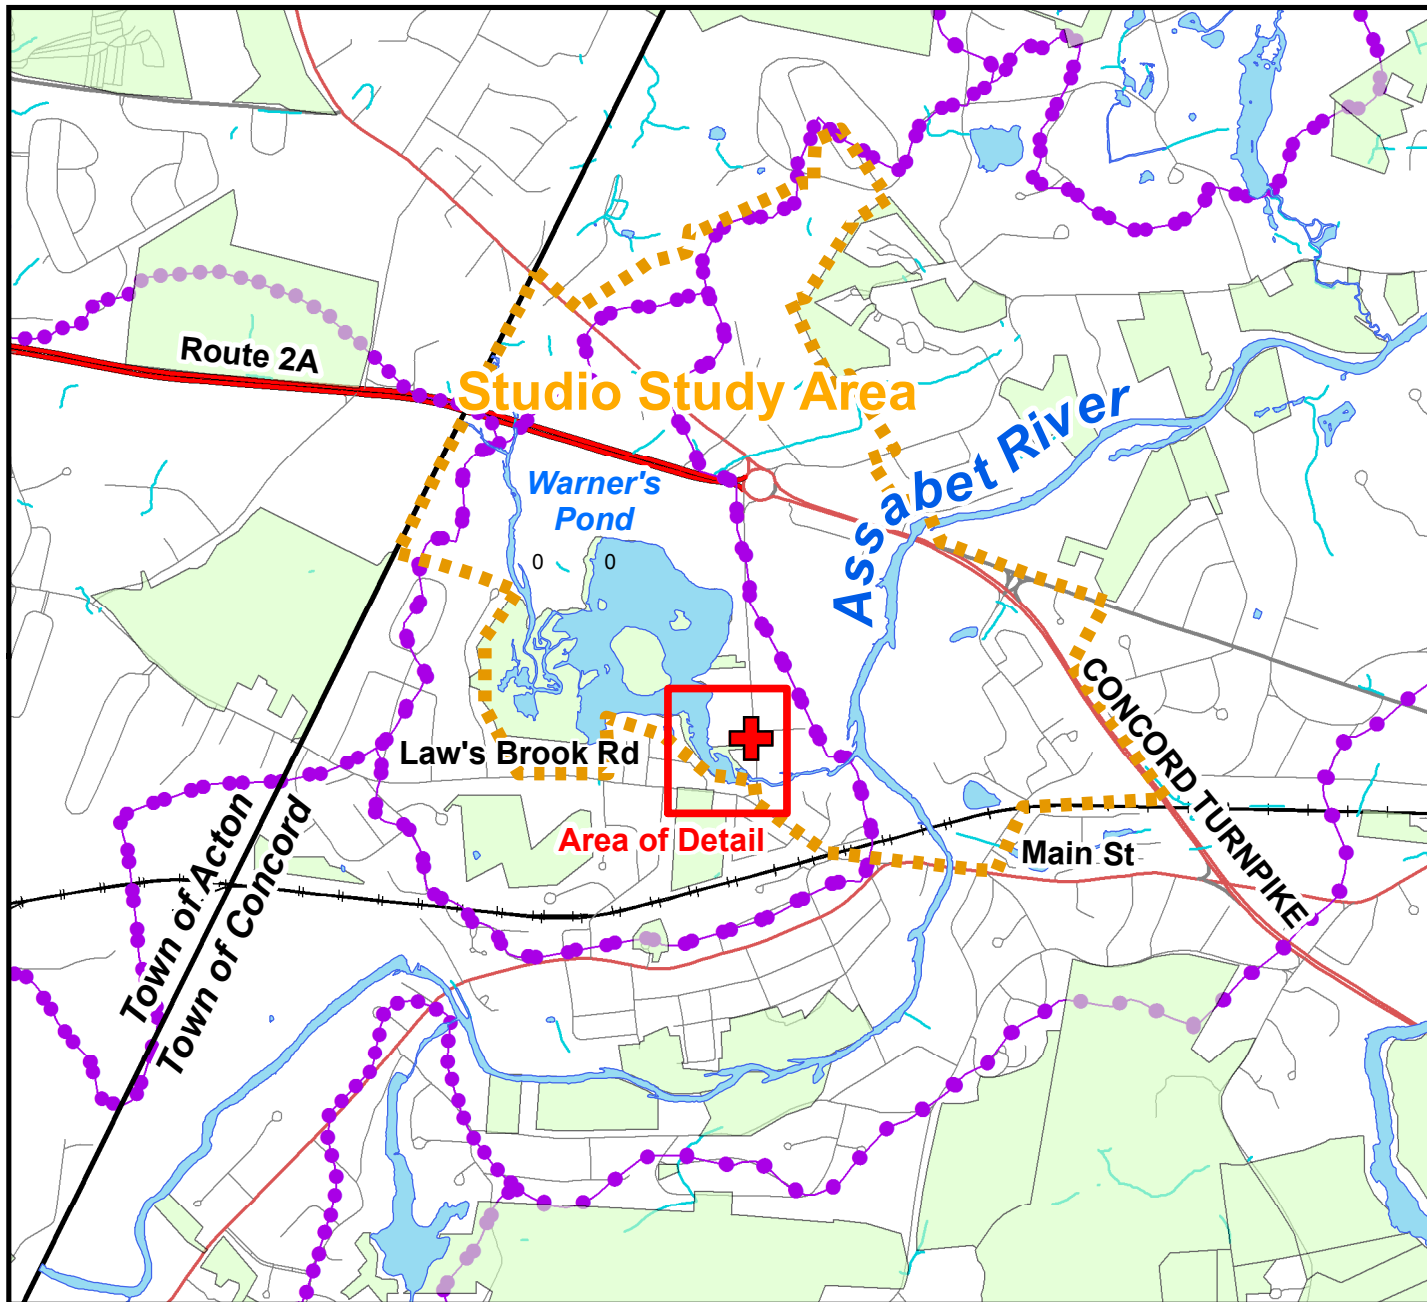 Route 2A
Studio Study Area
Warner's
Pond
Assabet River
0 0
Law's Brook Rd
CONCORD TURNPIKE
Area of Detail
Main St
Town of Acton
Town of Concord